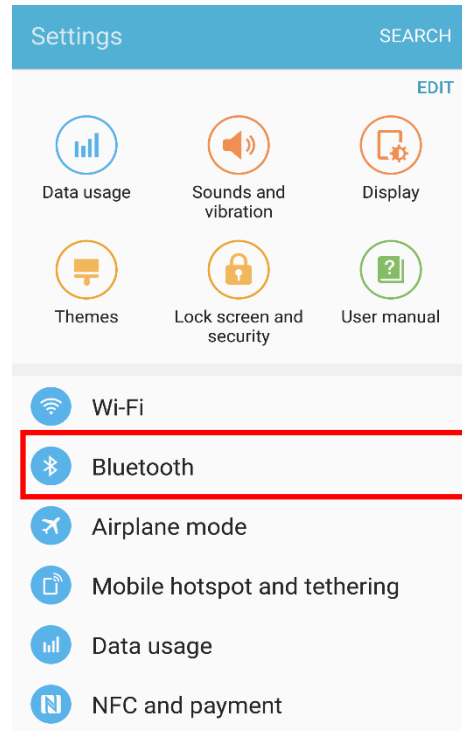 Settings SEARCH
EDIT
Data usage Sounds and vibration Display
Themes Lock screen and security User manual
Wi-Fi
Bluetooth
Airplane mode
Mobile hotspot and tethering
Data usage
NFC and payment